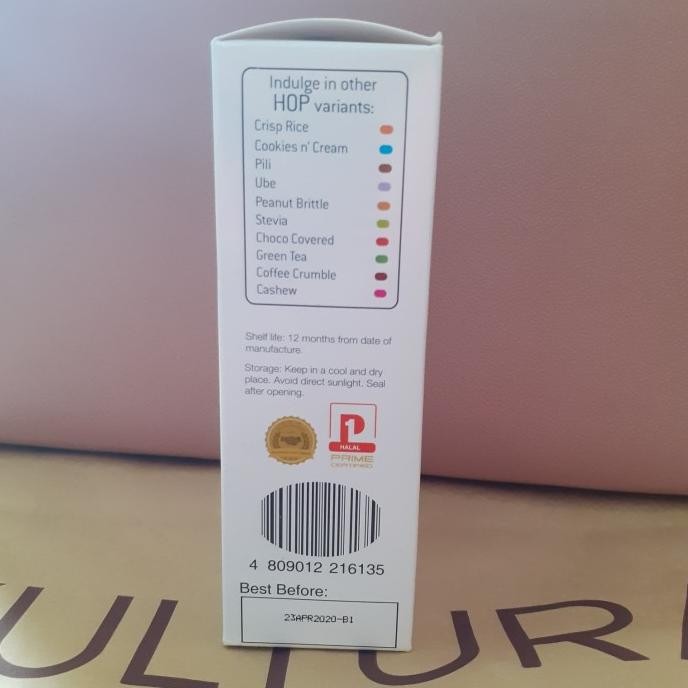 Indulge in other
HOP variants:
Crisp Rice
Cookies n' Cream
Pili
Ube
Peanut Brittle
Stevia
Choco Covered
Green Tea
Coffee Crumble
Cashew
Shelf life: 12 months from date of
manufacture.
Storage: Keep in a cool and dry
place. Avoid direct sunlight. Seal
after opening.
P1
HALAL
PRIME
CERTIFIED
4 809012 216135
Best Before:
23APR2020-B1
ULTUR